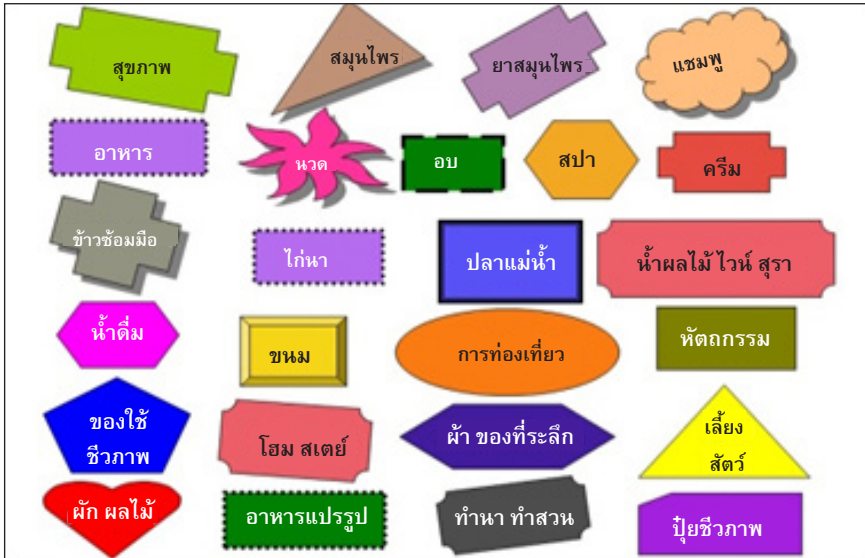 สุขภาพ
สมุนไพร
ยาสมุนไพร
แชมพู
อาหาร
นวด
อบ
สปา
ครีม
ข้าวซ้อมมือ
ไก่นา
ปลาแม่น้ำ
น้ำผลไม้ ไวน์ สุรา
น้ำดื่ม
ขนม
การท่องเที่ยว
หัตถกรรม
ของใช้
ชีวภาพ
โฮม สเตย์
ผ้า ของที่ระลึก
เลี้ยง
สัตว์
ผัก ผลไม้
อาหารแปรรูป
ทำนา ทำสวน
ปุ๋ยชีวภาพ